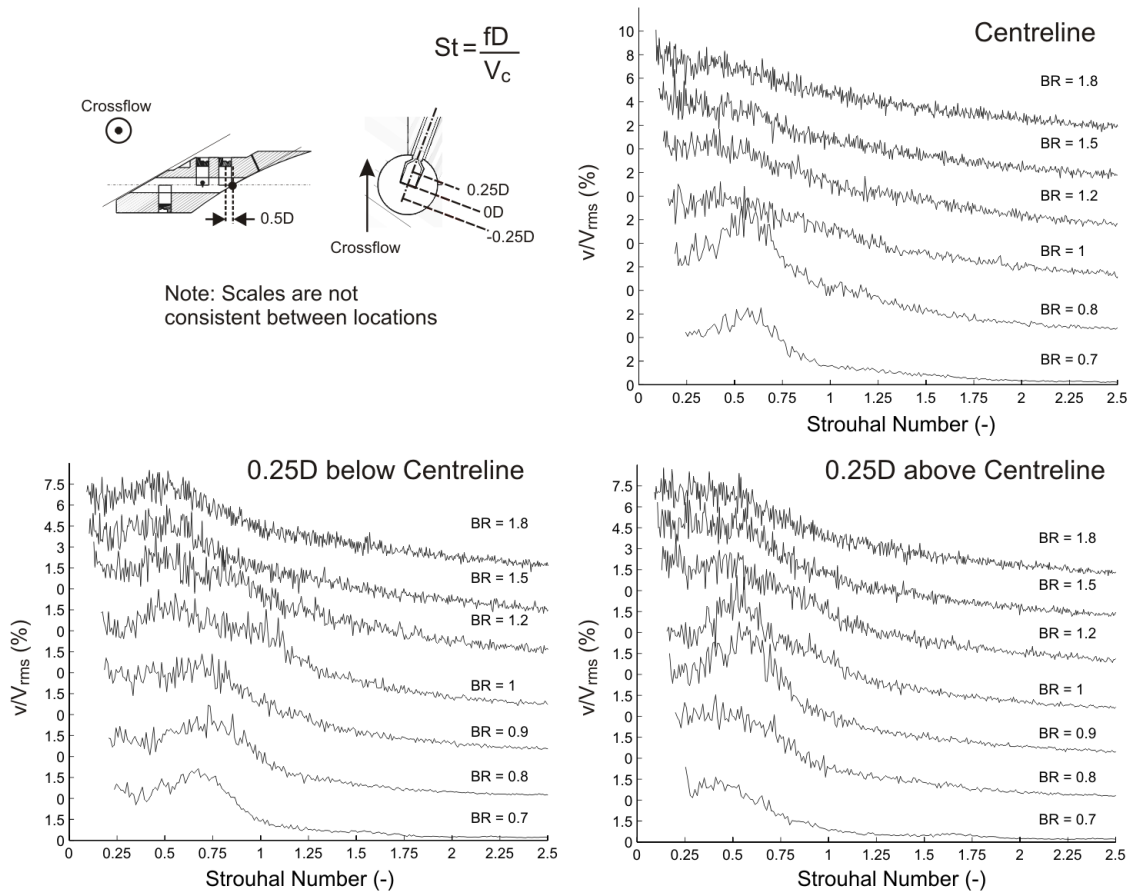 St = fD
Vc
Crossflow
0.5D
0.25D
0D
-0.25D
Crossflow
Note: Scales are not
consistent between locations
Centreline
v/Vrms (%)
10
8
6
4
2
0
2
0
2
0
2
0
2
0
2
0
BR = 1.8
BR = 1.5
BR = 1.2
BR = 1
BR = 0.8
BR = 0.7
0 0.25 0.5 0.75 1 1.25 1.5 1.75 2 2.25 2.5
Strouhal Number (-)
0.25D below Centreline
v/Vrms (%)
7.5
6
4.5
3
1.5
0
1.5
0
1.5
0
1.5
0
1.5
0
1.5
0
BR = 1.8
BR = 1.5
BR = 1.2
BR = 1
BR = 0.9
BR = 0.8
BR = 0.7
0 0.25 0.5 0.75 1 1.25 1.5 1.75 2 2.25 2.5
Strouhal Number (-)
0.25D above Centreline
v/Vrms (%)
7.5
6
4.5
3
1.5
0
1.5
0
1.5
0
1.5
0
1.5
0
1.5
0
BR = 1.8
BR = 1.5
BR = 1.2
BR = 1
BR = 0.9
BR = 0.8
BR = 0.7
0 0.25 0.5 0.75 1 1.25 1.5 1.75 2 2.25 2.5
Strouhal Number (-)